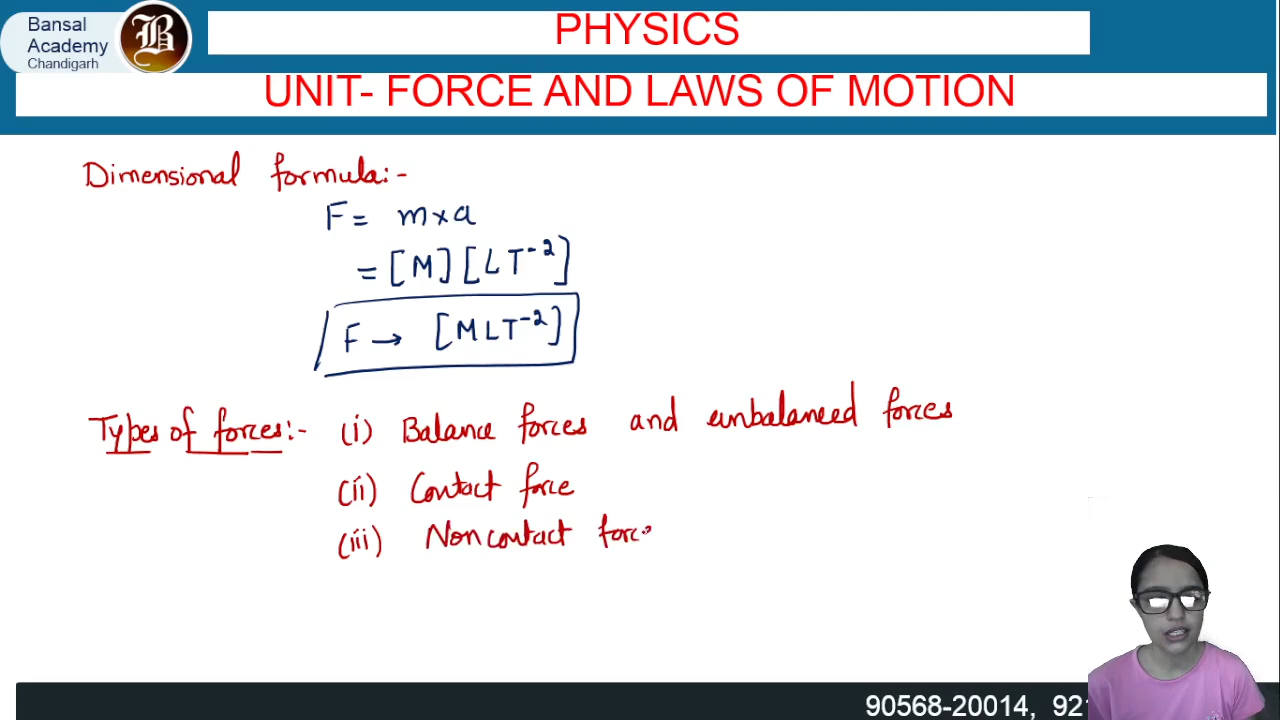 Bansal
Academy
Chandigarh
B
PHYSICS
UNIT- FORCE AND LAWS OF MOTION
Dimensional formula:-
F = m×a
= [M] [LT⁻²]
F → [MLT⁻²]
Types of forces:- (i) Balance forces and unbalanced forces
(ii) Contact force
(iii) Noncontact forc
90568-20014, 92